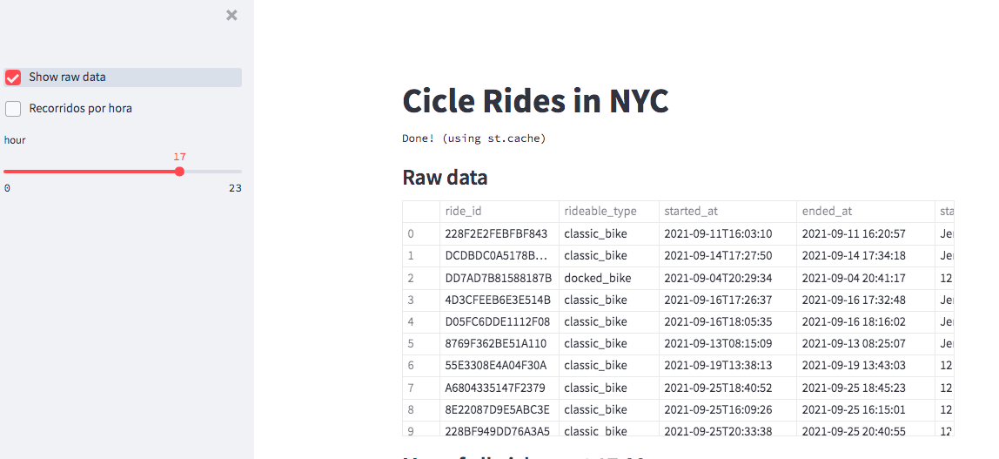 ×
Show raw data
Recorridos por hora
hour
17
0 23
Cicle Rides in NYC
Done! (using st.cache)
Raw data
ride_id rideable_type started_at ended_at sta
0 228F2E2FEBFBF843 classic_bike 2021-09-11T16:03:10 2021-09-11 16:20:57 Jer
1 DCDBDC0A5178B… classic_bike 2021-09-14T17:27:50 2021-09-14 17:34:18 Jer
2 DD7AD7B81588187B docked_bike 2021-09-04T20:29:34 2021-09-04 20:41:17 12
3 4D3CFEEB6E3E514B classic_bike 2021-09-16T17:26:37 2021-09-16 17:32:48 Jer
4 D05FC6DDE1112F08 classic_bike 2021-09-16T18:05:35 2021-09-16 18:16:02 Jer
5 8769F362BE51A110 classic_bike 2021-09-13T08:15:09 2021-09-13 08:25:07 Jer
6 55E3308E4A04F30A classic_bike 2021-09-19T13:38:13 2021-09-19 13:43:03 12
7 A6804335147F2379 classic_bike 2021-09-25T18:40:52 2021-09-25 18:45:23 12
8 8E22087D9E5ABC3E classic_bike 2021-09-25T16:09:26 2021-09-25 16:15:01 12
9 228BF949DD76A3A5 classic_bike 2021-09-25T20:33:38 2021-09-25 20:40:55 12